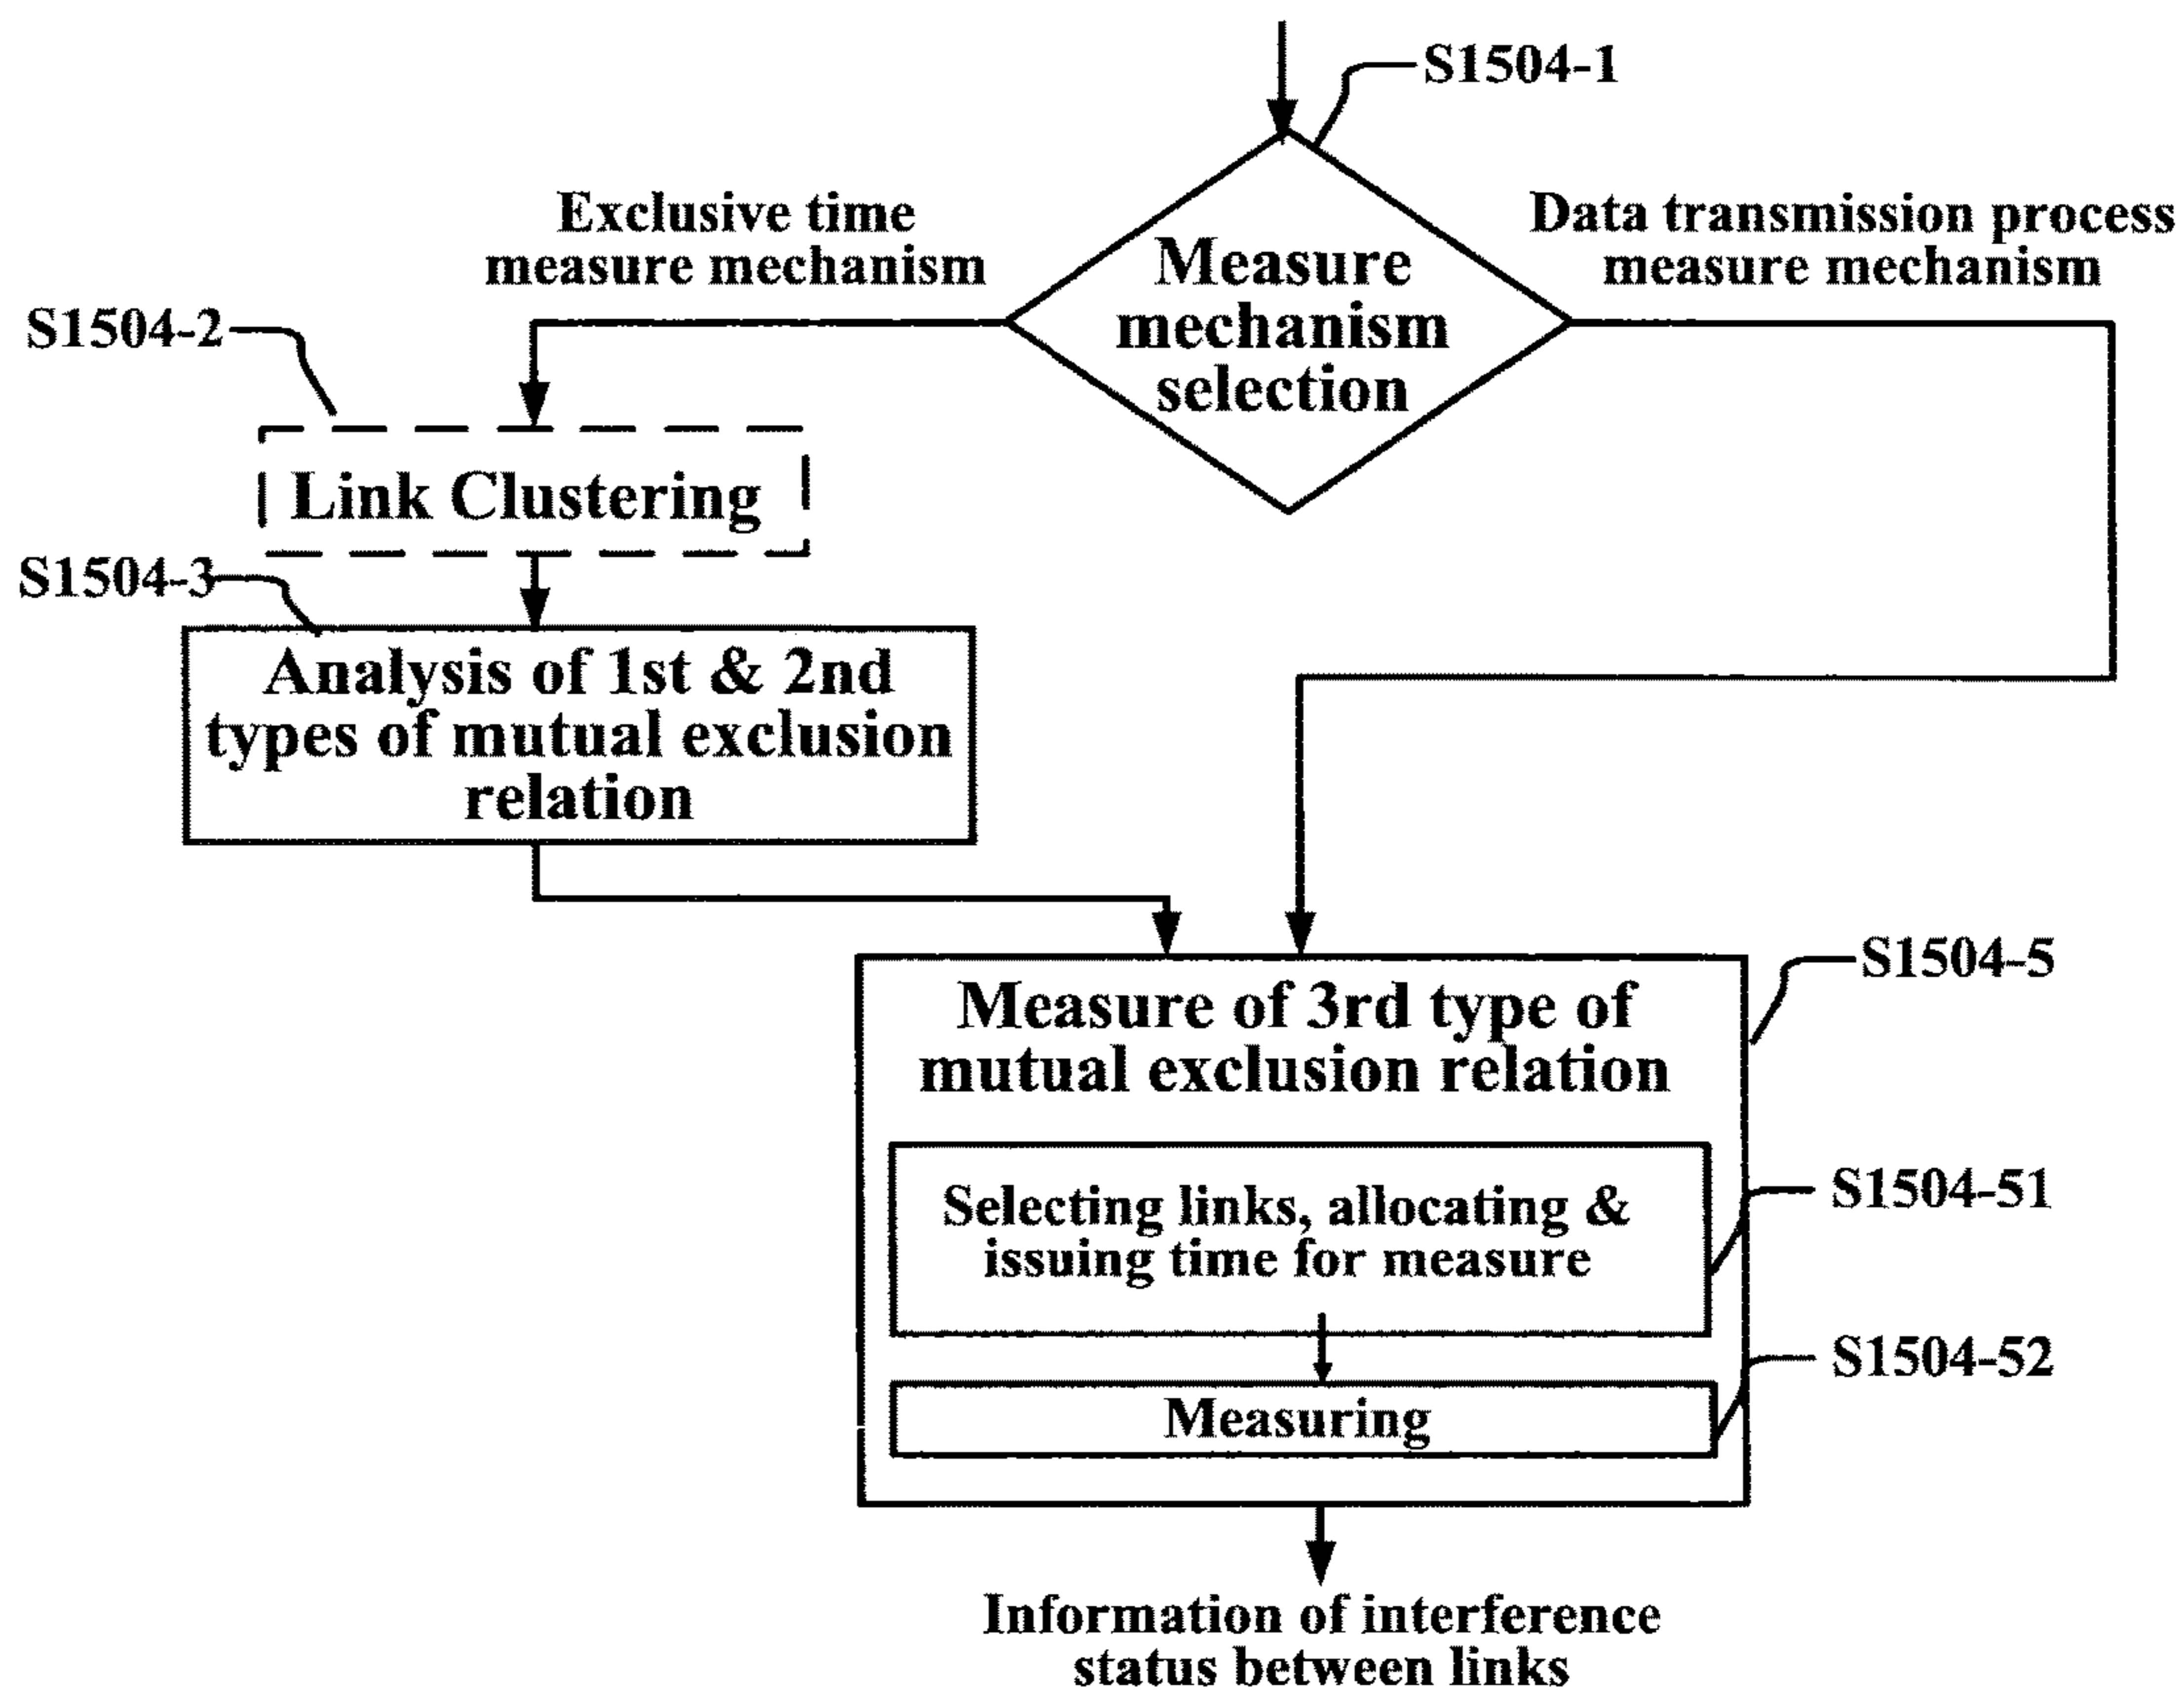 S1504-1
Exclusive time
measure mechanism
Data transmission process
measure mechanism
Measure
mechanism
selection
S1504-2
Link Clustering
S1504-3
Analysis of 1st & 2nd
types of mutual exclusion
relation
S1504-5
Measure of 3rd type of
mutual exclusion relation
S1504-51
Selecting links, allocating &
issuing time for measure
S1504-52
Measuring
Information of interference
status between links